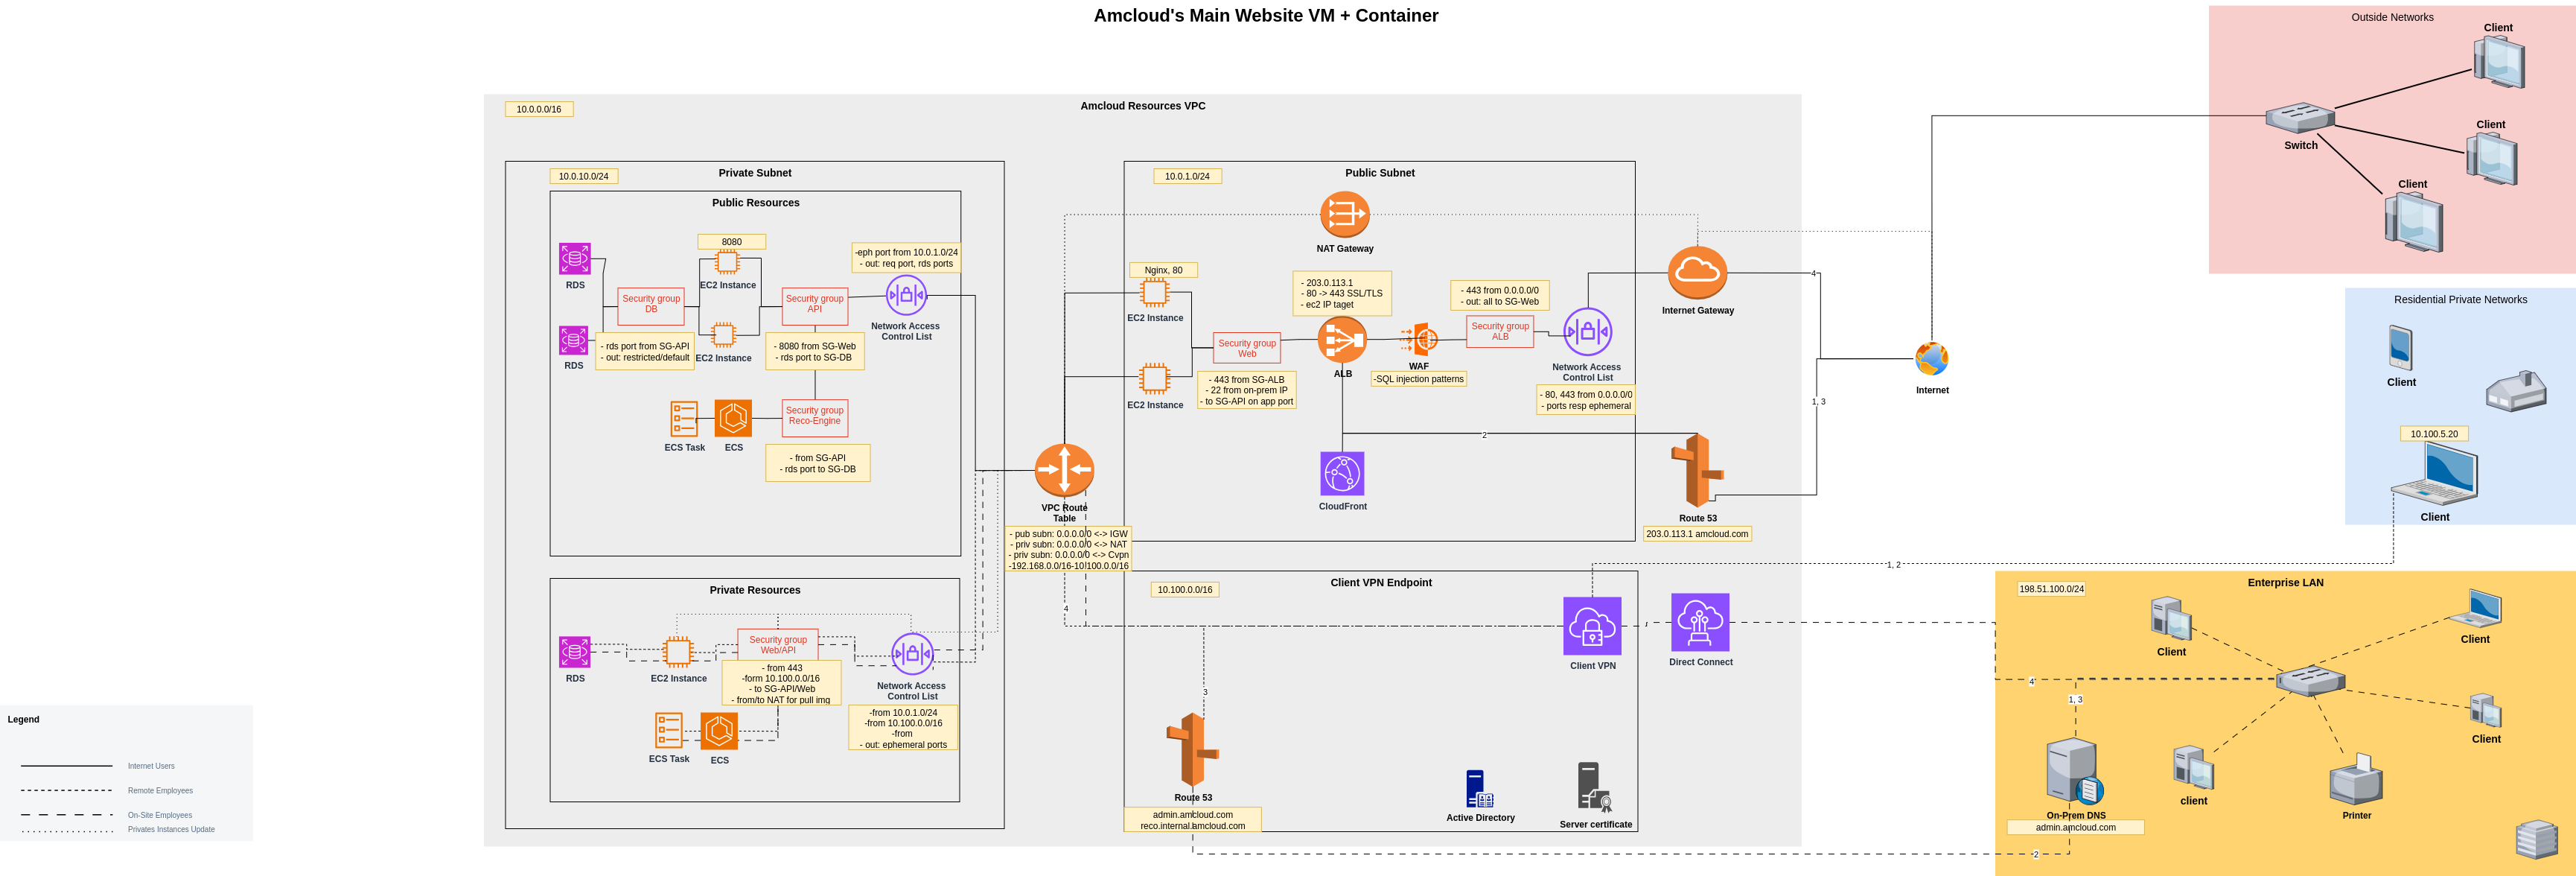 Amcloud's Main Website VM + Container
Outside Networks
Client
Client
Client
Switch
Amcloud Resources VPC
10.0.0.0/16
Private Subnet
10.0.10.0/24
Public Resources
RDS
RDS
8080
EC2 Instance
EC2 Instance
Security group
DB
- rds port from SG-API
- out: restricted/default
Security group
API
- 8080 from SG-Web
- rds port to SG-DB
-eph port from 10.0.1.0/24
- out: req port, rds ports
Network Access
Control List
ECS Task
ECS
Security group
Reco-Engine
- from SG-API
- rds port to SG-DB
Private Resources
RDS
EC2 Instance
Security group
Web/API
- from 443
-form 10.100.0.0/16
- to SG-API/Web
- from/to NAT for pull img
ECS Task
ECS
Network Access
Control List
-from 10.0.1.0/24
-from 10.100.0.0/16
-from
- out: ephemeral ports
VPC Route
Table
- pub subn: 0.0.0.0/0 <-> IGW
- priv subn: 0.0.0.0/0 <-> NAT
- priv subn: 0.0.0.0/0 <-> Cvpn
-192.168.0.0/16-10.100.0.0/16
4
Public Subnet
10.0.1.0/24
NAT Gateway
Nginx, 80
EC2 Instance
EC2 Instance
Security group
Web
- 443 from SG-ALB
- 22 from on-prem IP
- to SG-API on app port
- 203.0.113.1
- 80 -> 443 SSL/TLS
- ec2 IP taget
ALB
WAF
-SQL injection patterns
- 443 from 0.0.0.0/0
- out: all to SG-Web
Security group
ALB
Network Access
Control List
- 80, 443 from 0.0.0.0/0
- ports resp ephemeral
CloudFront
2
Internet Gateway
4
1, 3
Internet
Route 53
203.0.113.1 amcloud.com
Client VPN Endpoint
10.100.0.0/16
3
Client VPN
Direct Connect
Route 53
admin.amcloud.com
reco.internal.amcloud.com
Active Directory
Server certificate
1, 2
Residential Private Networks
Client
10.100.5.20
Client
Enterprise LAN
198.51.100.0/24
Client
Client
Client
client
Printer
4
1, 3
On-Prem DNS
admin.amcloud.com
2
Legend
Internet Users
Remote Employees
On-Site Employees
Privates Instances Update